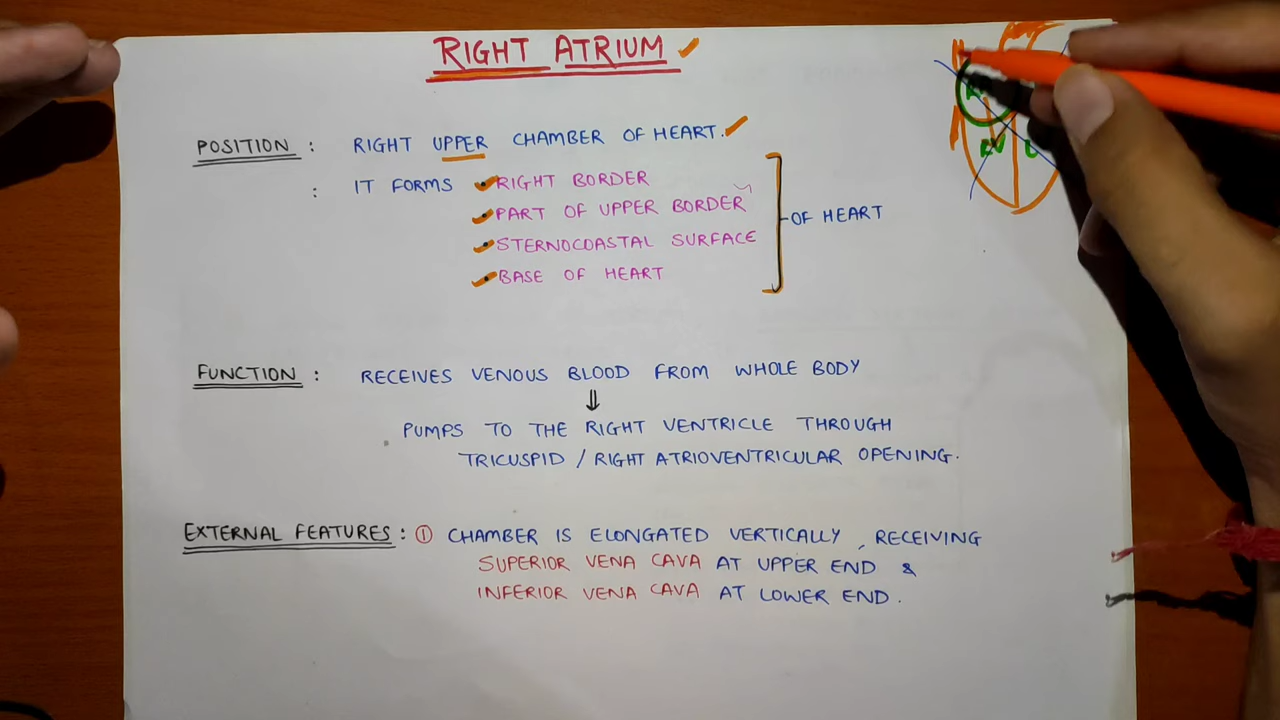 RIGHT ATRIUM
POSITION : RIGHT UPPER CHAMBER OF HEART.
: IT FORMS • RIGHT BORDER
• PART OF UPPER BORDER
• STERNOCOASTAL SURFACE
• BASE OF HEART
OF HEART
FUNCTION : RECEIVES VENOUS BLOOD FROM WHOLE BODY
⇓
PUMPS TO THE RIGHT VENTRICLE THROUGH
TRICUSPID / RIGHT ATRIOVENTRICULAR OPENING.
EXTERNAL FEATURES : ① CHAMBER IS ELONGATED VERTICALLY, RECEIVING
SUPERIOR VENA CAVA AT UPPER END &
INFERIOR VENA CAVA AT LOWER END.